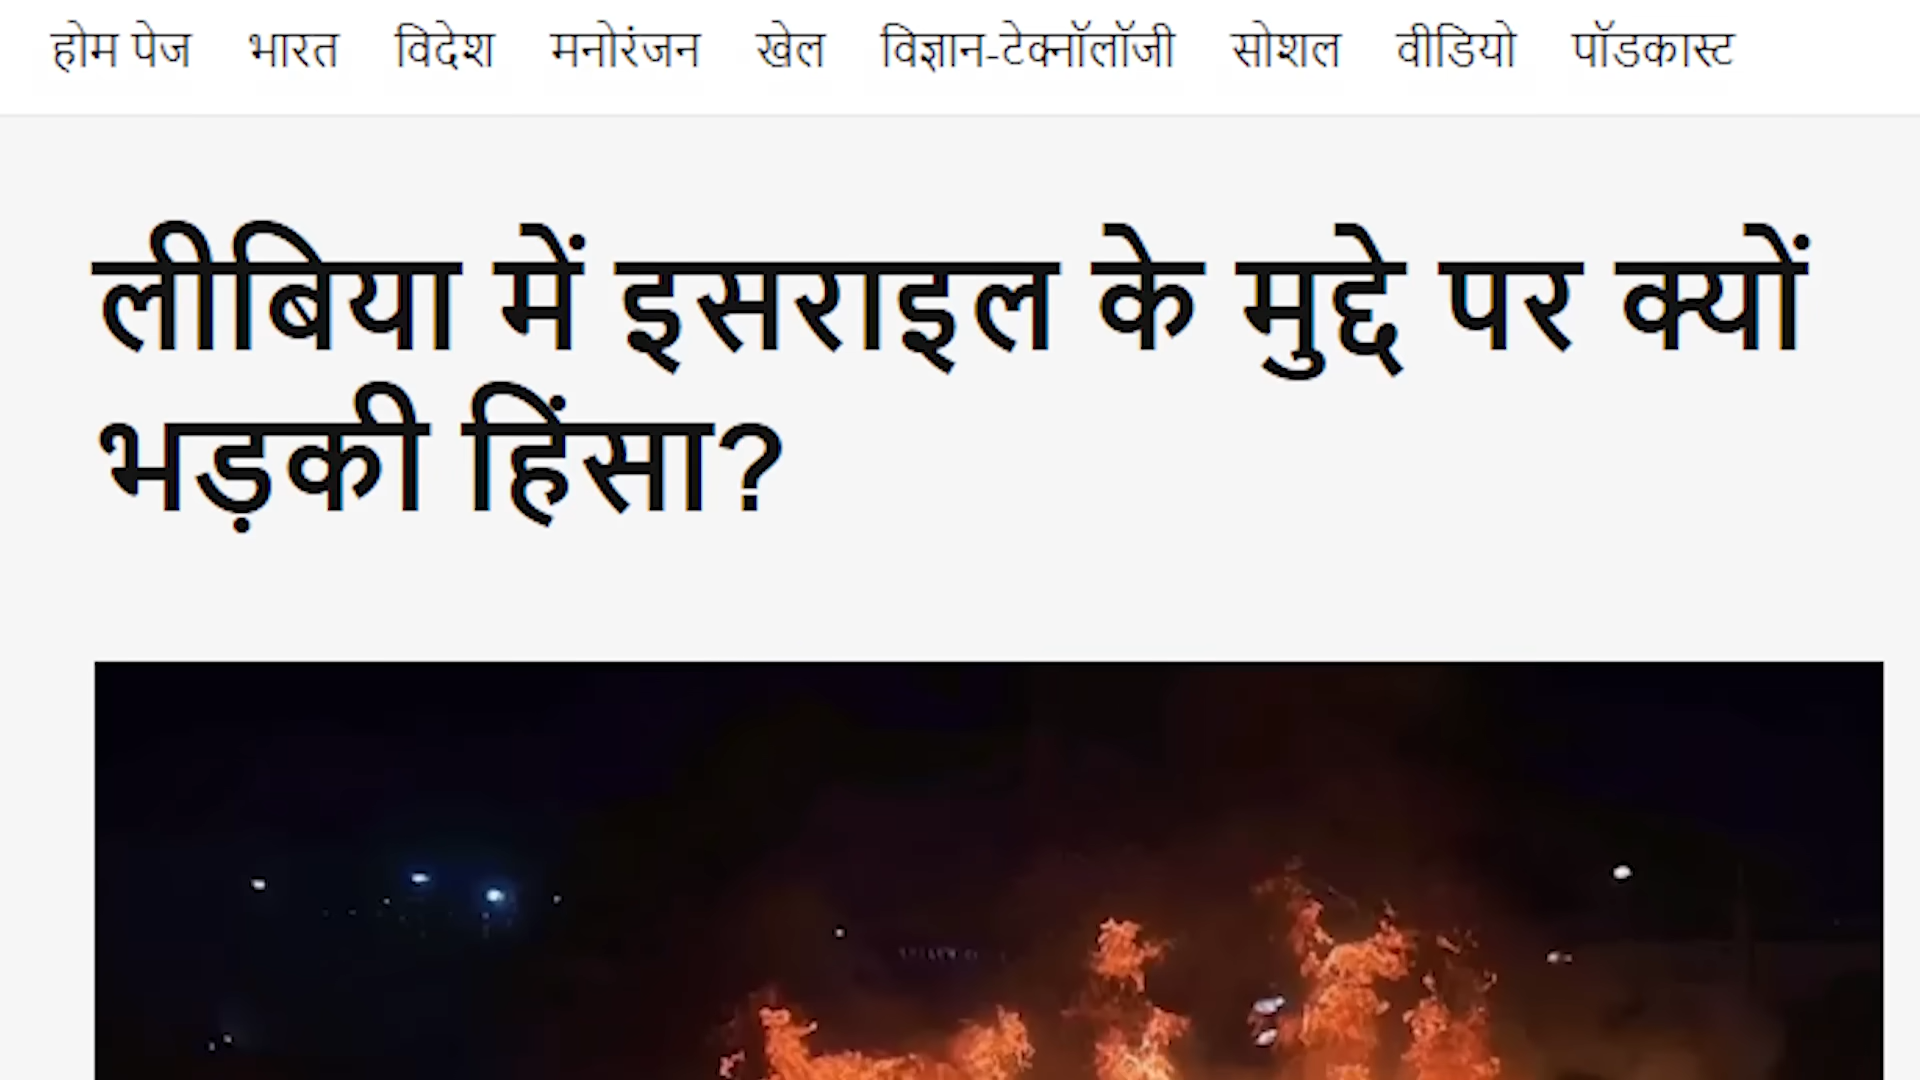 होम पेज भारत विदेश मनोरंजन खेल विज्ञान-टेक्नॉलॉजी सोशल वीडियो पॉडकास्ट
लीबिया में इसराइल के मुद्दे पर क्यों
भड़की हिंसा?